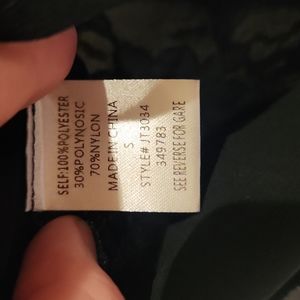 SELF:100%POLYESTER
30%POLYNOSIC
70%NYLON
MADE IN CHINA
S
STYLE#:JT3034
349783
SEE REVERSE FOR CARE